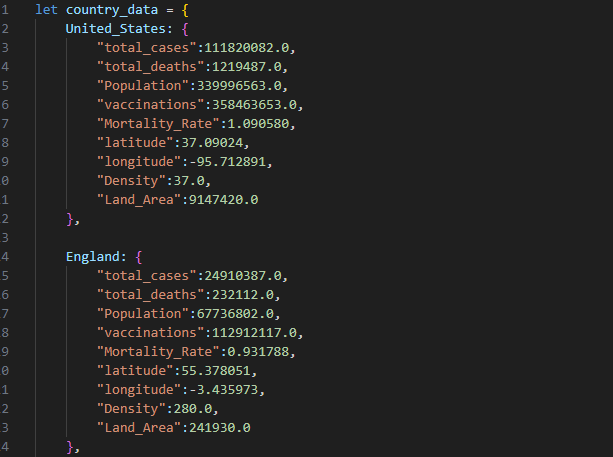 1 let country_data = {
2 United_States: {
3 "total_cases":111820082.0,
4 "total_deaths":1219487.0,
5 "Population":339996563.0,
6 "vaccinations":358463653.0,
7 "Mortality_Rate":1.090580,
8 "latitude":37.09024,
9 "longitude":-95.712891,
0 "Density":37.0,
1 "Land_Area":9147420.0
2 },
3
4 England: {
5 "total_cases":24910387.0,
6 "total_deaths":232112.0,
7 "Population":67736802.0,
8 "vaccinations":112912117.0,
9 "Mortality_Rate":0.931788,
0 "latitude":55.378051,
1 "longitude":-3.435973,
2 "Density":280.0,
3 "Land_Area":241930.0
4 },